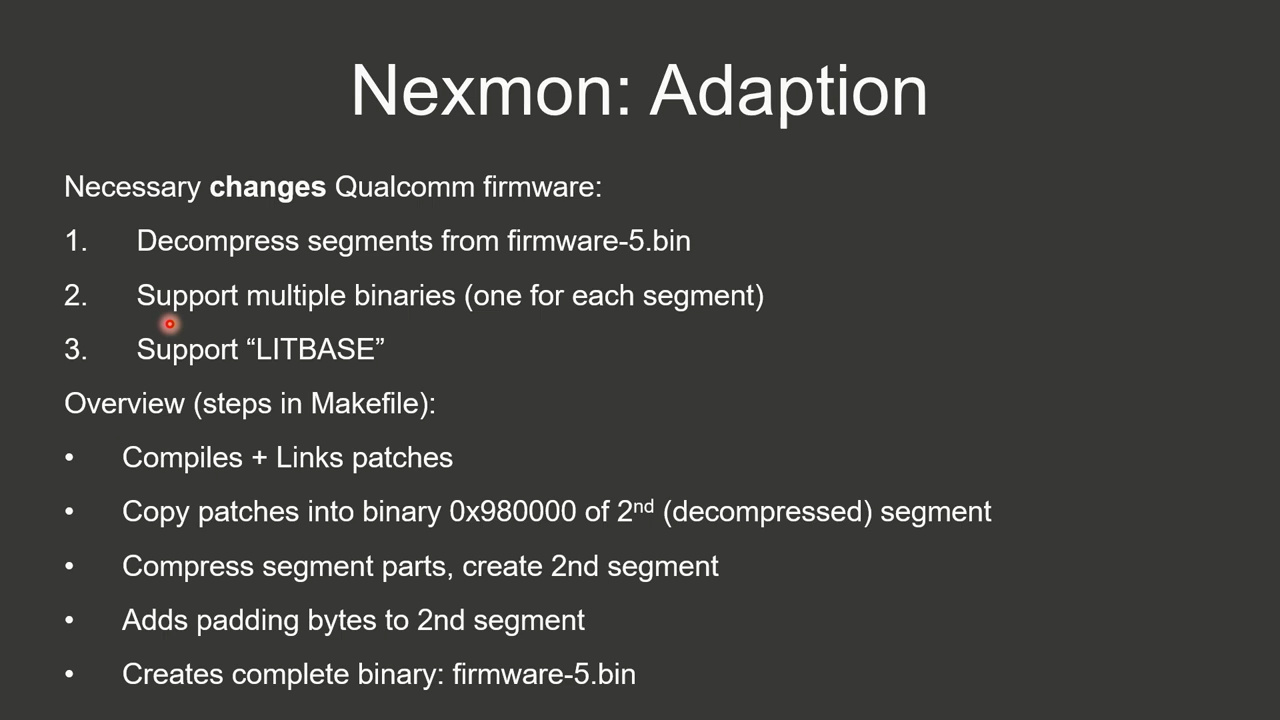 Nexmon: Adaption
Necessary changes Qualcomm firmware:
1. Decompress segments from firmware-5.bin
2. Support multiple binaries (one for each segment)
3. Support “LITBASE”
Overview (steps in Makefile):
• Compiles + Links patches
• Copy patches into binary 0x980000 of 2nd (decompressed) segment
• Compress segment parts, create 2nd segment
• Adds padding bytes to 2nd segment
• Creates complete binary: firmware-5.bin